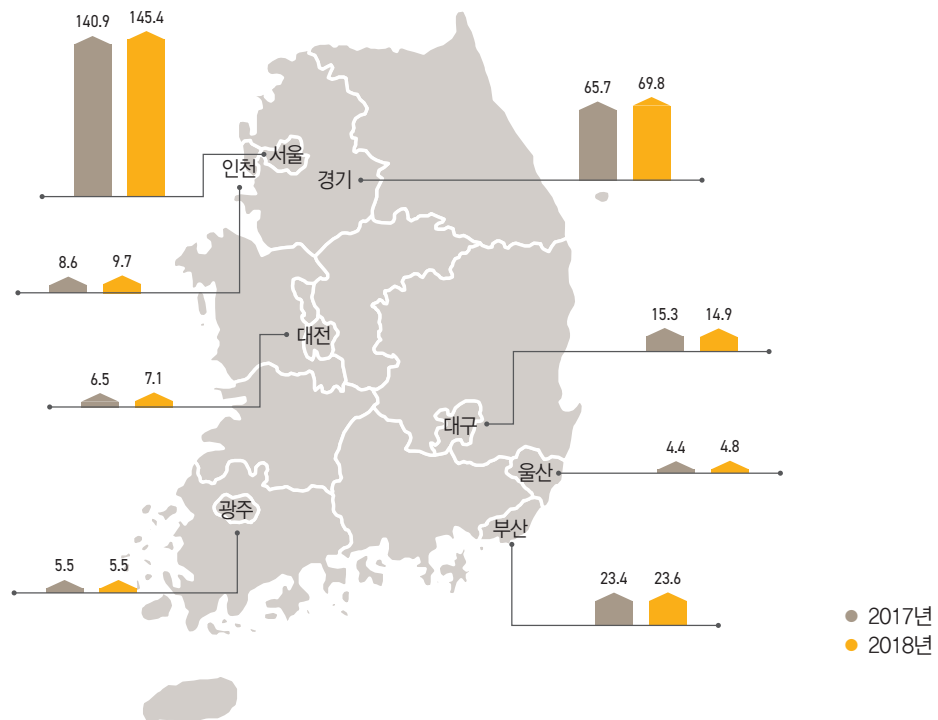 140.9 145.4
65.7 69.8
서울
인천
경기
8.6 9.7
15.3 14.9
대전
6.5 7.1
대구
4.4 4.8
울산
광주
부산
5.5 5.5
23.4 23.6
2017년
2018년